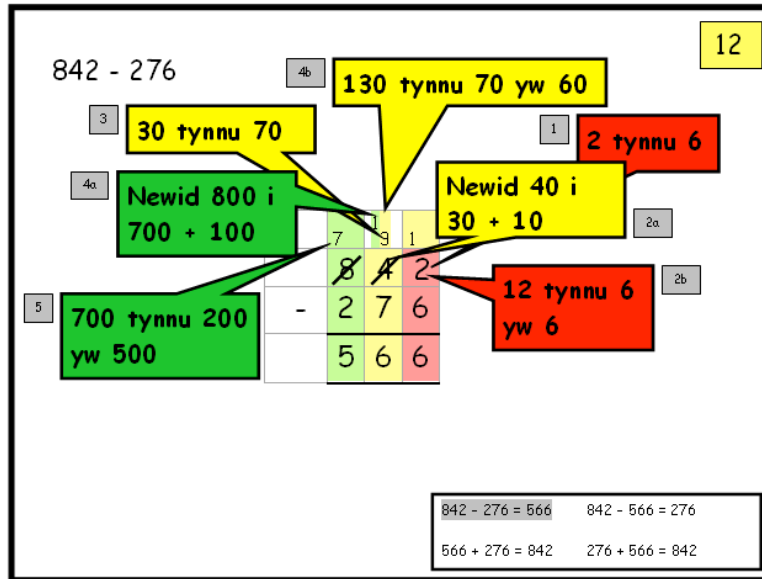 12
842 - 276
4b
130 tynnu 70 yw 60
3
30 tynnu 70
1
2 tynnu 6
4a
Newid 800 i
700 + 100
Newid 40 i
30 + 10
2a
1
7 9 1
8 4 2
- 2 7 6
5 6 6
12 tynnu 6
yw 6
2b
5
700 tynnu 200
yw 500
842 - 276 = 566 842 - 566 = 276
566 + 276 = 842 276 + 566 = 842